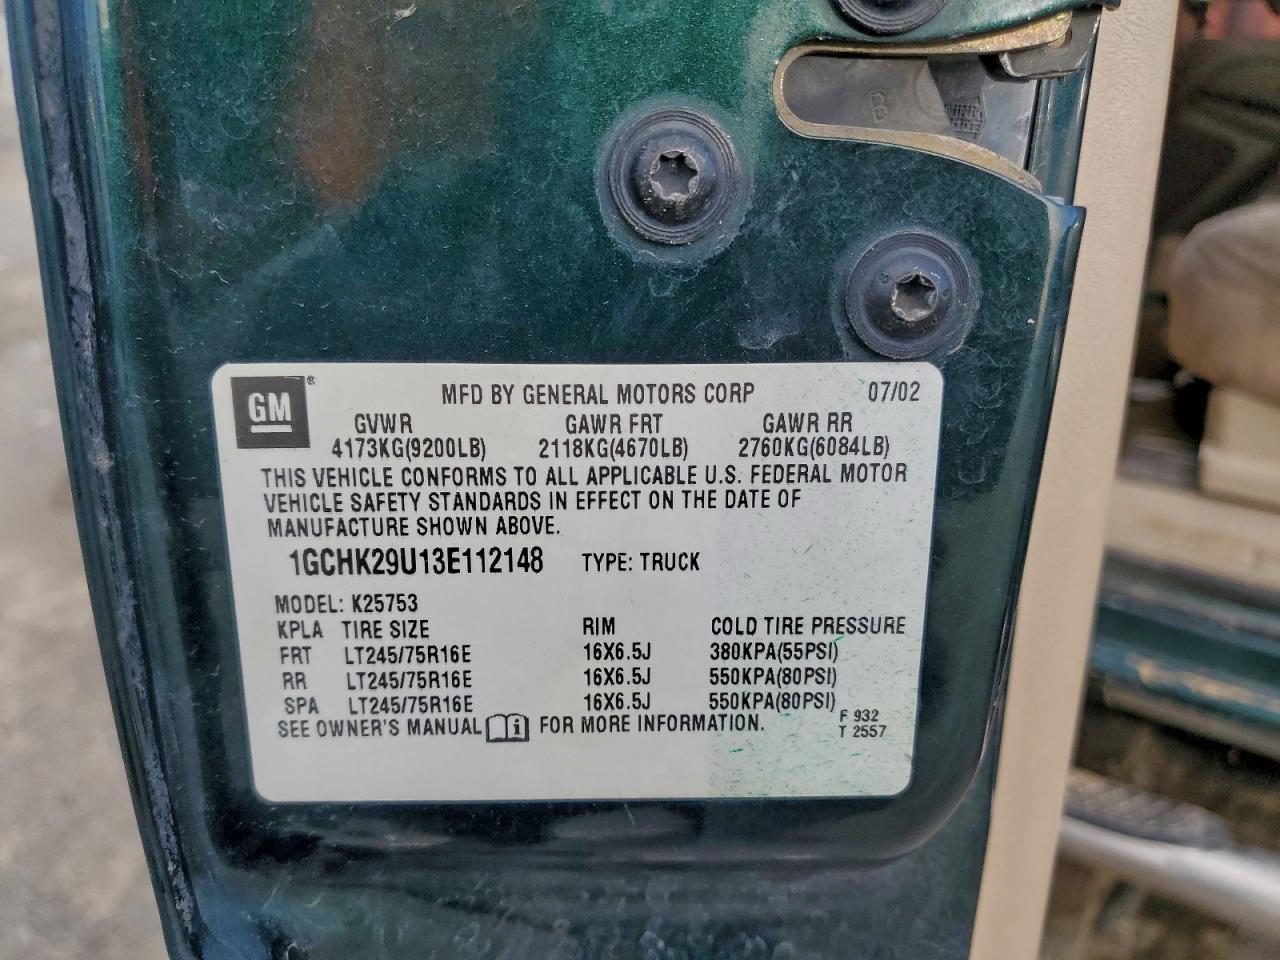 B
GM ® MFD BY GENERAL MOTORS CORP 07/02
GVWR GAWR FRT GAWR RR
4173KG(9200LB) 2118KG(4670LB) 2760KG(6084LB)
THIS VEHICLE CONFORMS TO ALL APPLICABLE U.S. FEDERAL MOTOR
VEHICLE SAFETY STANDARDS IN EFFECT ON THE DATE OF
MANUFACTURE SHOWN ABOVE.
1GCHK29U13E112148 TYPE: TRUCK
MODEL: K25753
KPLA TIRE SIZE RIM COLD TIRE PRESSURE
FRT LT245/75R16E 16X6.5J 380KPA(55PSI)
RR LT245/75R16E 16X6.5J 550KPA(80PSI)
SPA LT245/75R16E 16X6.5J 550KPA(80PSI)
SEE OWNER'S MANUAL i FOR MORE INFORMATION. F 932
T 2557